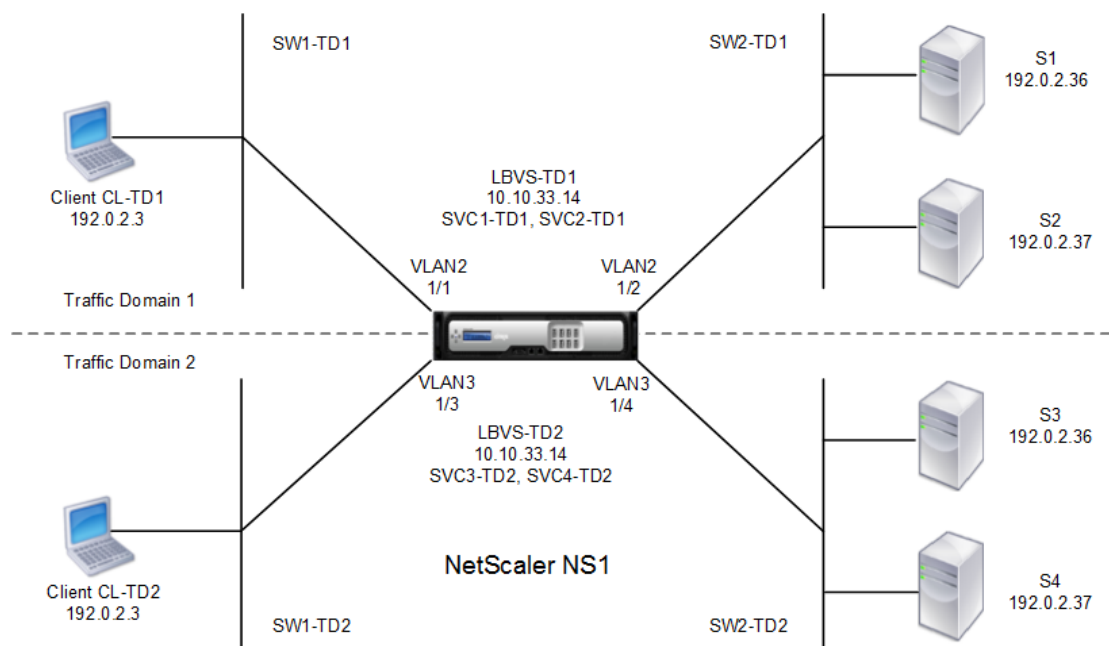 SW1-TD1
SW2-TD1
S1
192.0.2.36
Client CL-TD1
192.0.2.3
LBVS-TD1
10.10.33.14
SVC1-TD1, SVC2-TD1
S2
192.0.2.37
VLAN2
1/1
VLAN2
1/2
Traffic Domain 1
Traffic Domain 2
VLAN3
1/3
VLAN3
1/4
LBVS-TD2
10.10.33.14
SVC3-TD2, SVC4-TD2
S3
192.0.2.36
Client CL-TD2
192.0.2.3
NetScaler NS1
S4
192.0.2.37
SW1-TD2
SW2-TD2